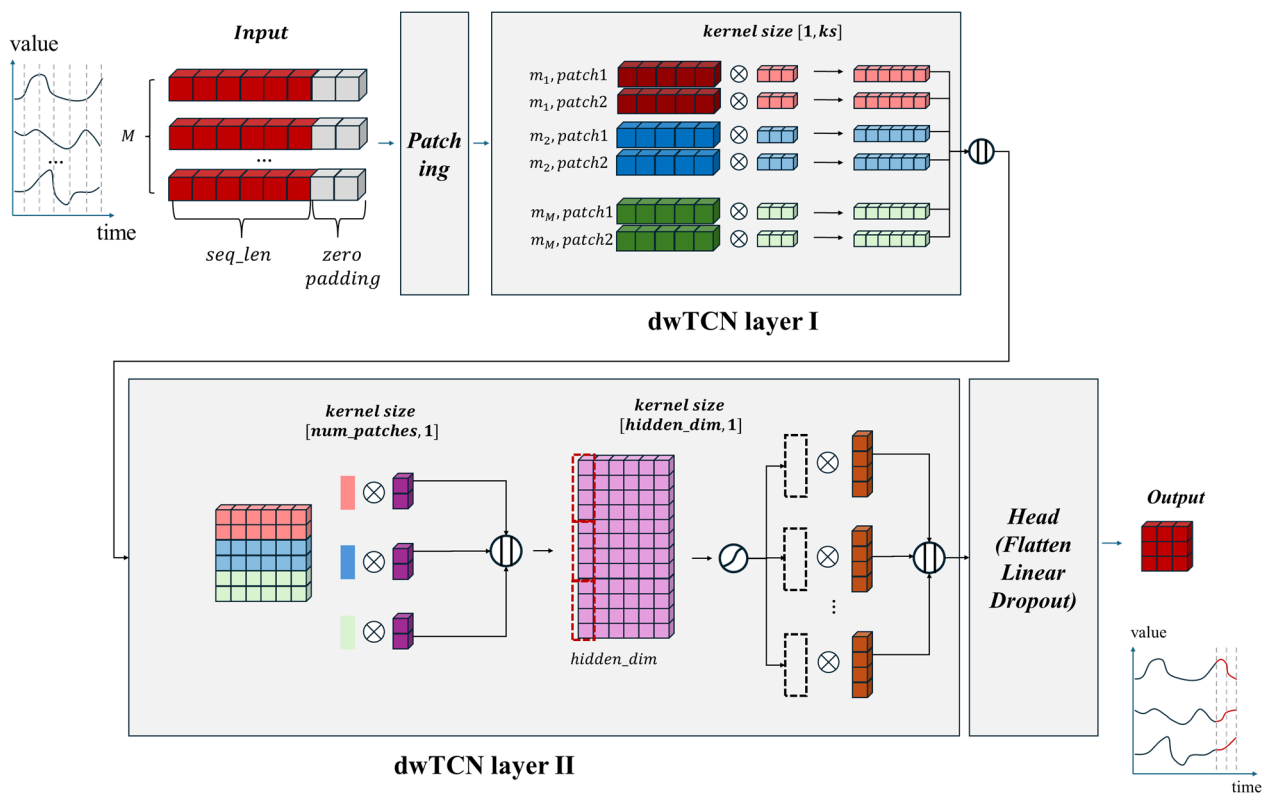 value
time
Input
M
...
seq_len
zero
padding
Patch
ing
kernel size [1, ks]
m₁, patch1
m₁, patch2
m₂, patch1
m₂, patch2
m_M, patch1
m_M, patch2
dwTCN layer I
kernel size
[num_patches, 1]
kernel size
[hidden_dim, 1]
hidden_dim
...
dwTCN layer II
Head
(Flatten
Linear
Dropout)
Output
value
time